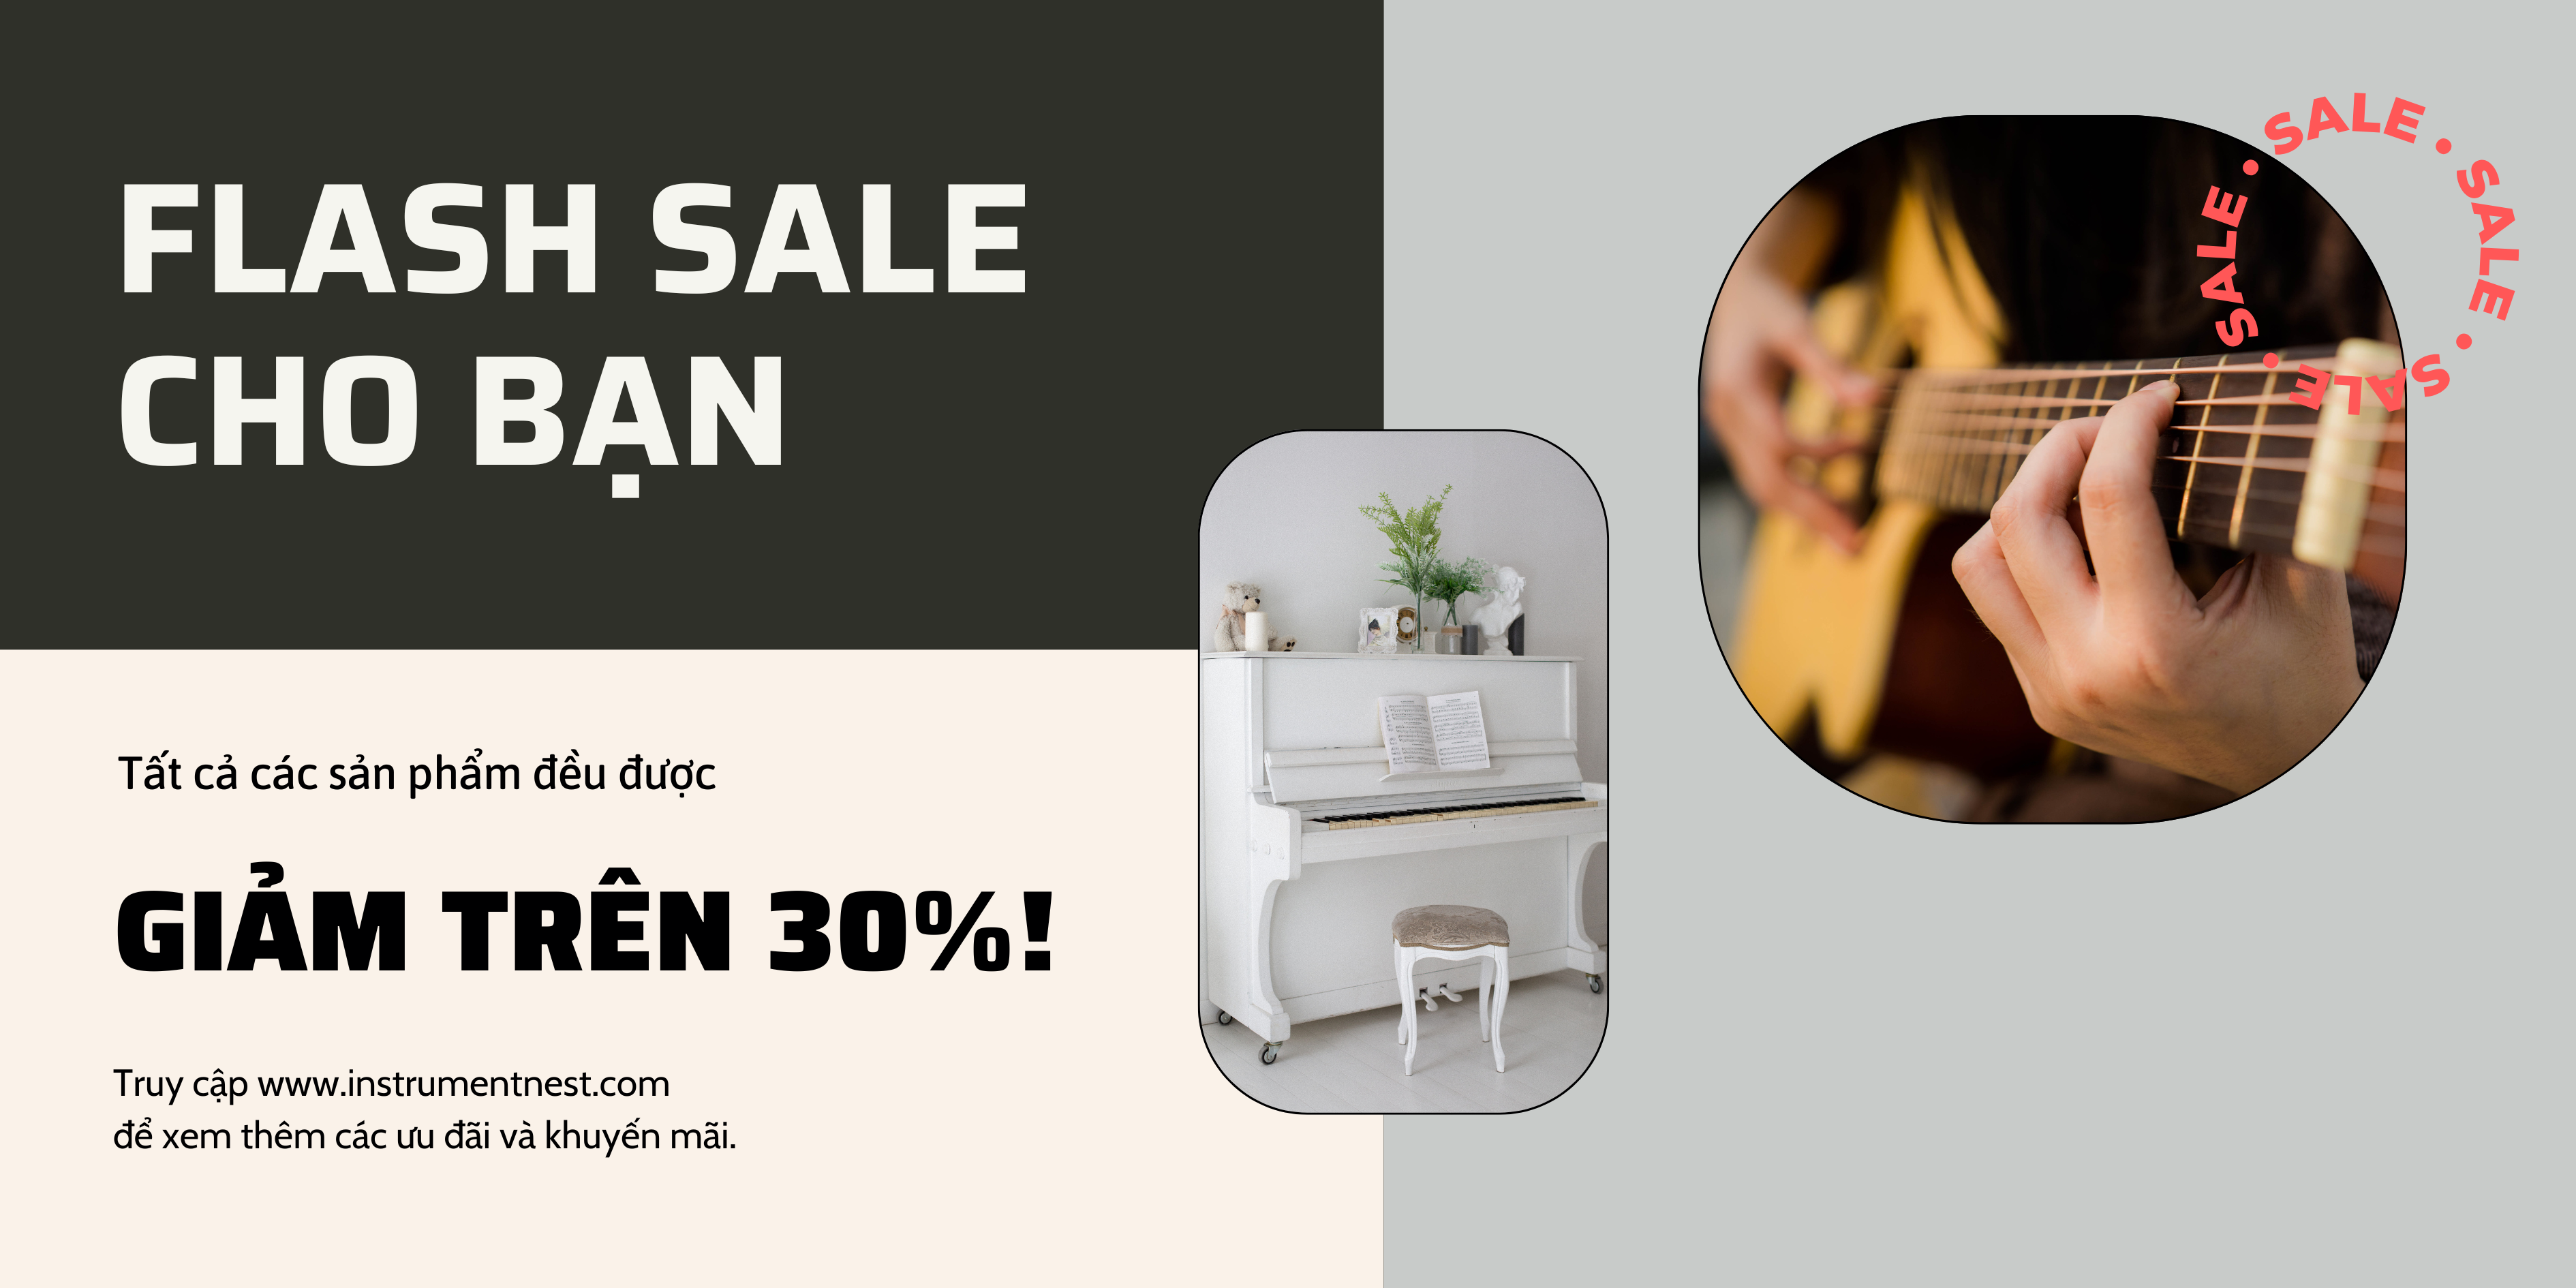 FLASH SALE
CHO BẠN
Tất cả các sản phẩm đều được
GIẢM TRÊN 30%!
Truy cập www.instrumentnest.com
để xem thêm các ưu đãi và khuyến mãi.
SALE • SALE • SALE • SALE •